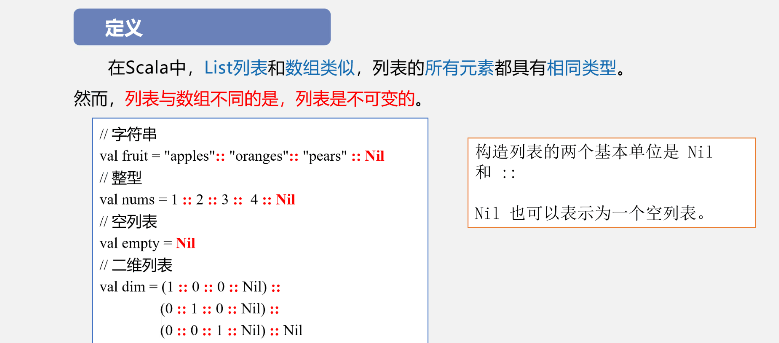 定义
在Scala中，List列表和数组类似，列表的所有元素都具有相同类型。
然而，列表与数组不同的是，列表是不可变的。
// 字符串
val fruit = "apples":: "oranges":: "pears" :: Nil
// 整型
val nums = 1 :: 2 :: 3 :: 4 :: Nil
// 空列表
val empty = Nil
// 二维列表
val dim = (1 :: 0 :: 0 :: Nil) ::
(0 :: 1 :: 0 :: Nil) ::
(0 :: 0 :: 1 :: Nil) :: Nil
构造列表的两个基本单位是 Nil
和 ::
Nil 也可以表示为一个空列表。